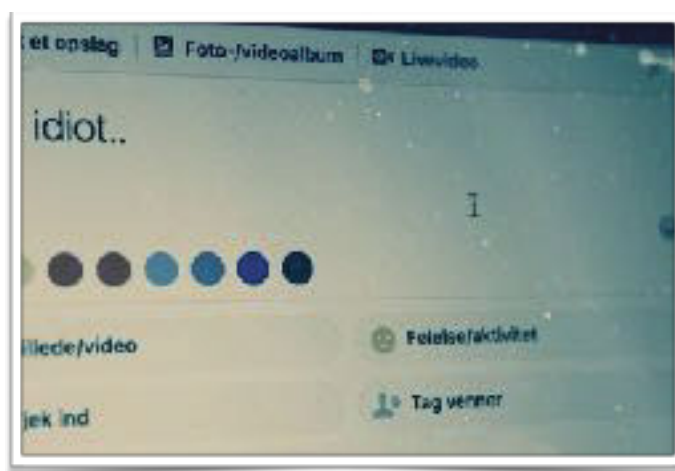 et opslag Foto-/videoalbum Livevideo
idiot..
illede/video Følelse/aktivitet
jek ind Tag venner